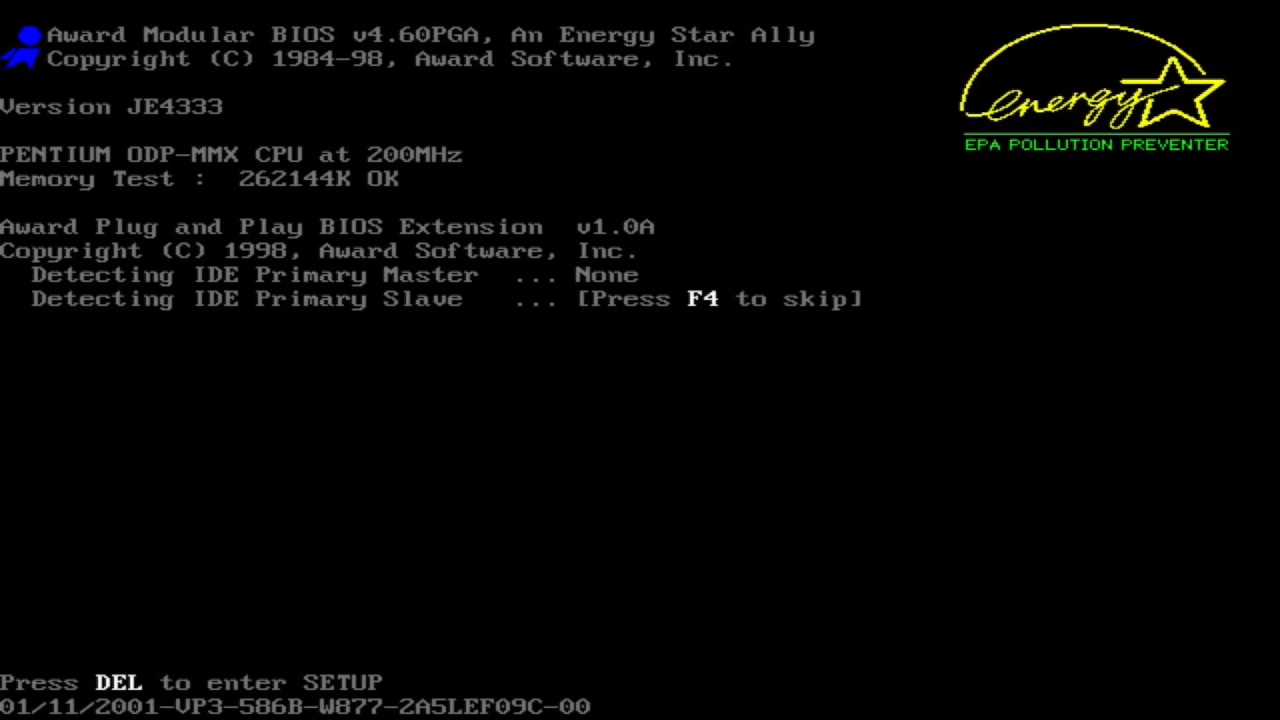 Award Modular BIOS v4.60PGA, An Energy Star Ally
Copyright (C) 1984-98, Award Software, Inc.
energy
EPA POLLUTION PREVENTER
Version JE4333
PENTIUM ODP-MMX CPU at 200MHz
Memory Test :  262144K OK
Award Plug and Play BIOS Extension  v1.0A
Copyright (C) 1998, Award Software, Inc.
Detecting IDE Primary Master  ... None
Detecting IDE Primary Slave   ... [Press F4 to skip]
Press DEL to enter SETUP
01/11/2001-VP3-586B-W877-2A5LEF09C-00